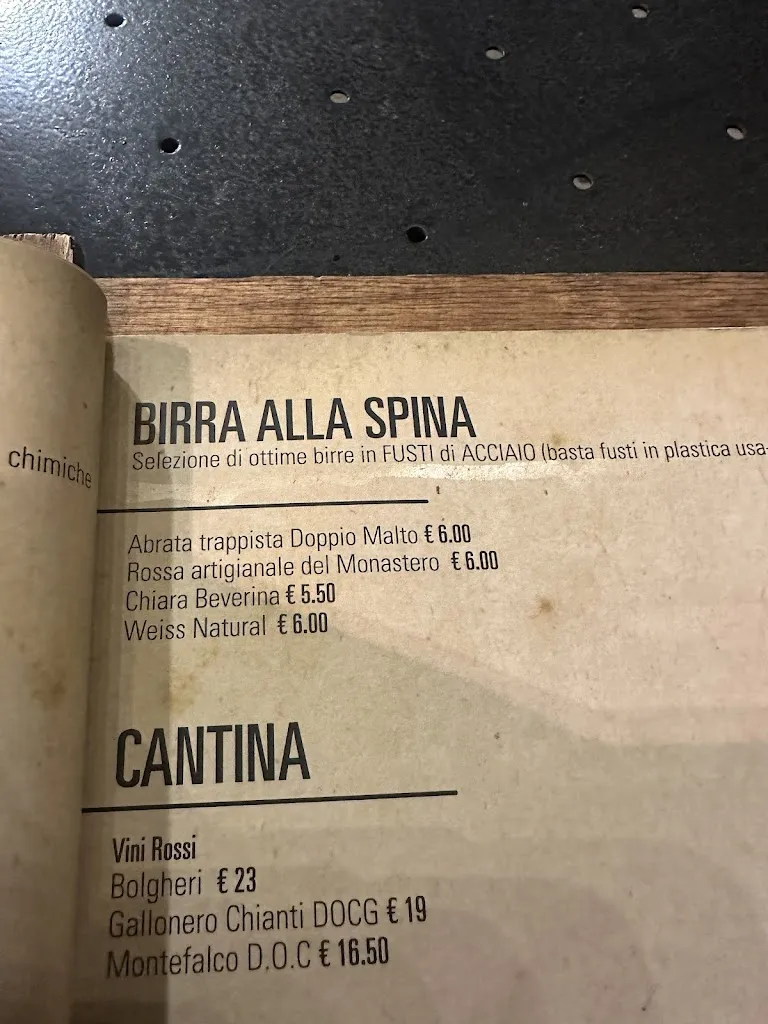 chimiche
BIRRA ALLA SPINA
Selezione di ottime birre in FUSTI di ACCIAIO (basta fusti in plastica usa-
Abrata trappista Doppio Malto € 6.00
Rossa artigianale del Monastero € 6.00
Chiara Beverina € 5.50
Weiss Natural € 6.00
CANTINA
Vini Rossi
Bolgheri € 23
Gallonero Chianti DOCG € 19
Montefalco D.O.C € 16.50